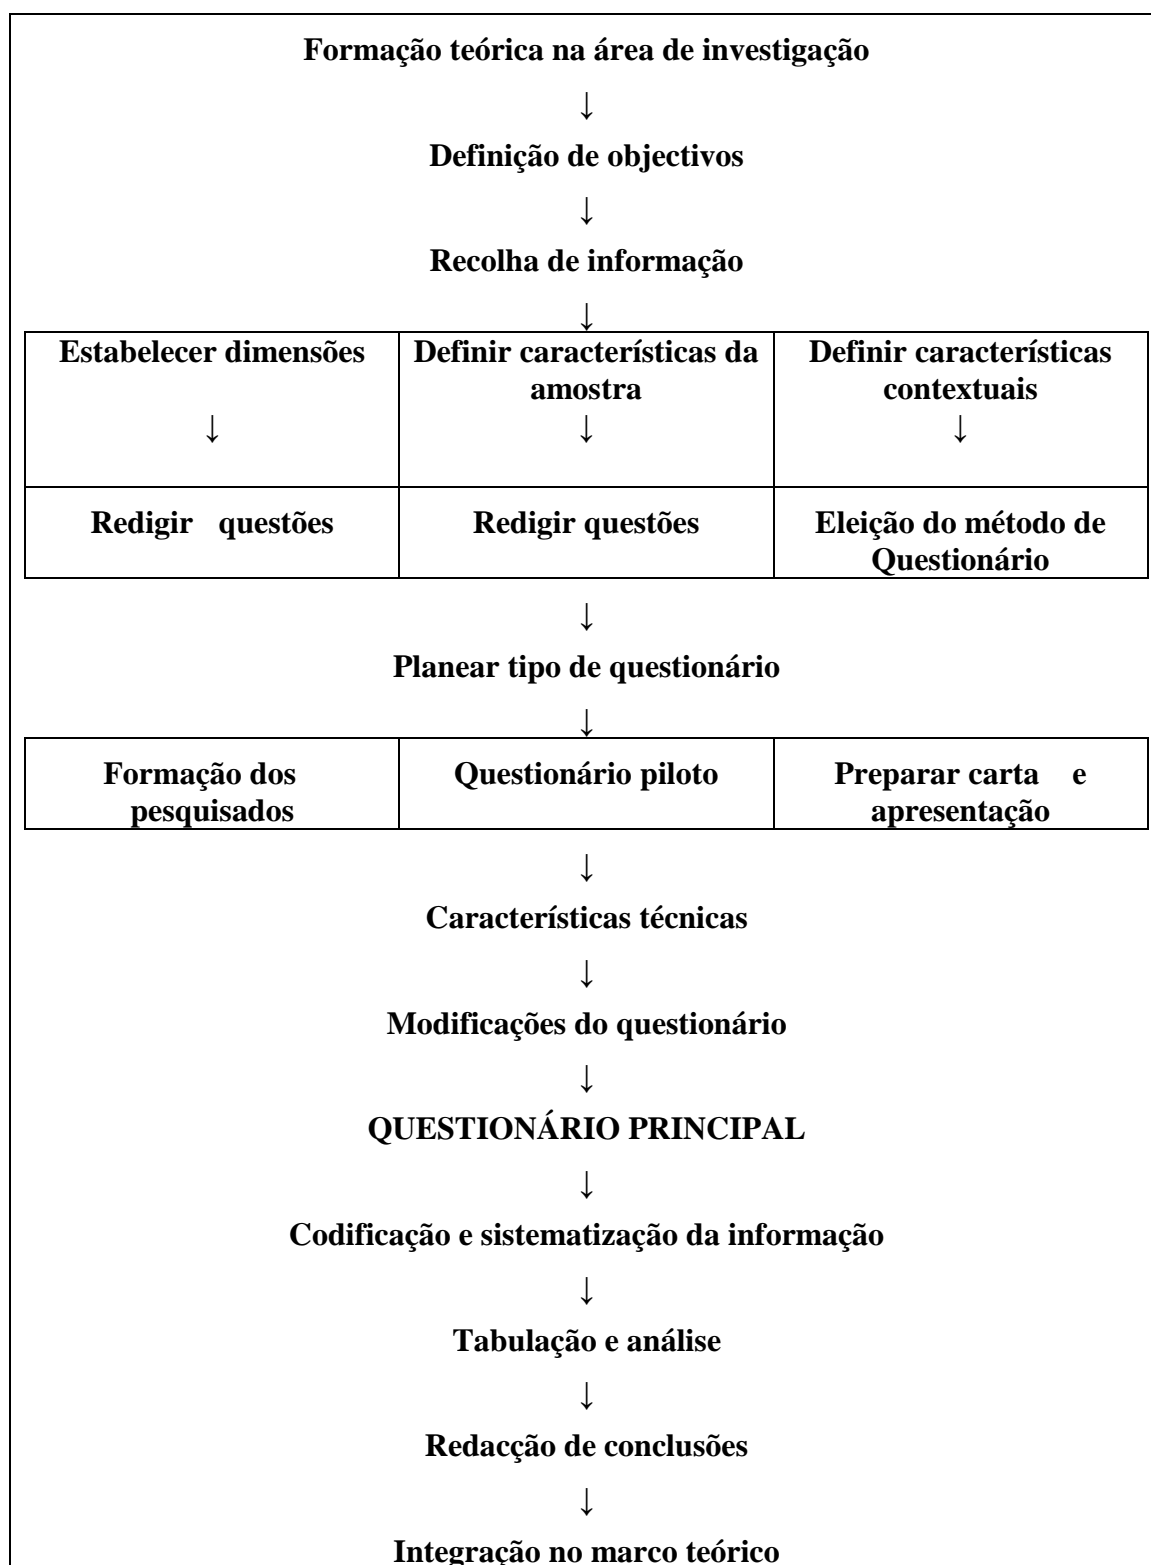 Formação teórica na área de investigação
↓
Definição de objectivos
↓
Recolha de informação
↓
Estabelecer dimensões
↓
Definir características da
amostra
↓
Definir características
contextuais
↓
Redigir questões
Redigir questões
Eleição do método de
Questionário
↓
Planear tipo de questionário
↓
Formação dos
pesquisados
Questionário piloto
Preparar carta e
apresentação
↓
Características técnicas
↓
Modificações do questionário
↓
QUESTIONÁRIO PRINCIPAL
↓
Codificação e sistematização da informação
↓
Tabulação e análise
↓
Redacção de conclusões
↓
Integração no marco teórico